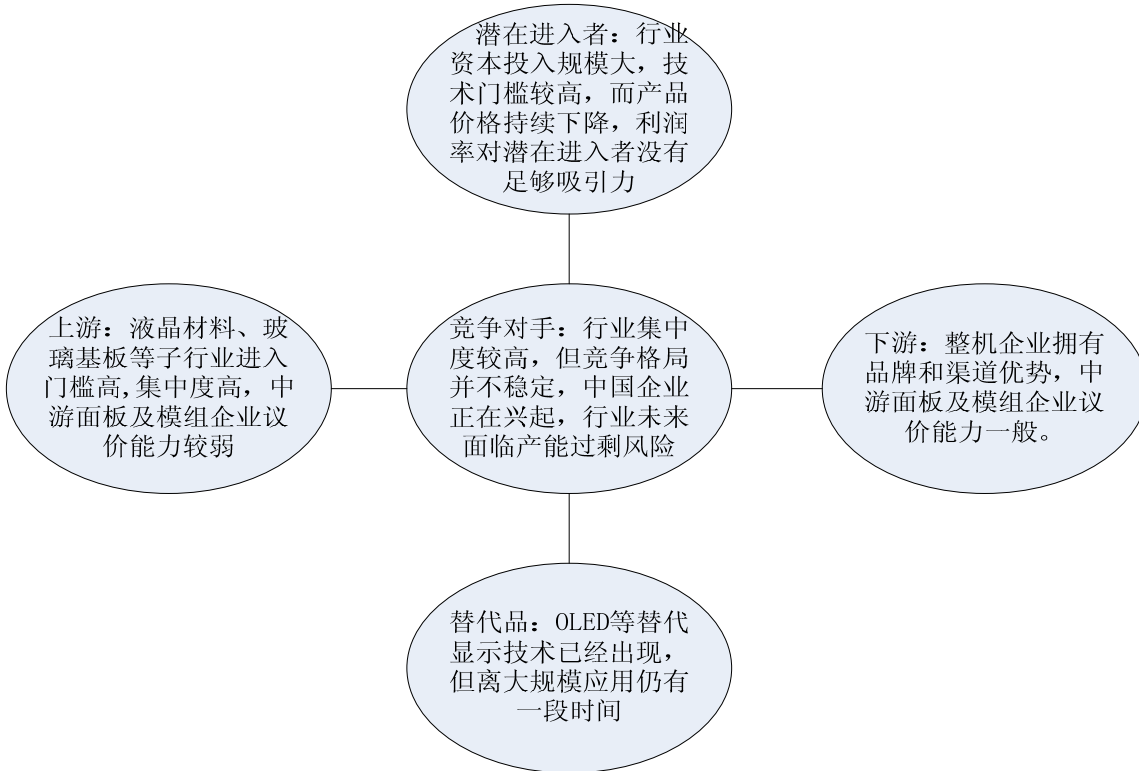 潜在进入者：行业
资本投入规模大，技
术门槛较高，而产品
价格持续下降，利润
率对潜在进入者没有
足够吸引力
上游：液晶材料、玻
璃基板等子行业进入
门槛高,集中度高，中
游面板及模组企业议
价能力较弱
竞争对手：行业集中
度较高，但竞争格局
并不稳定，中国企业
正在兴起，行业未来
面临产能过剩风险
下游：整机企业拥有
品牌和渠道优势，中
游面板及模组企业议
价能力一般。
替代品：OLED等替代
显示技术已经出现，
但离大规模应用仍有
一段时间